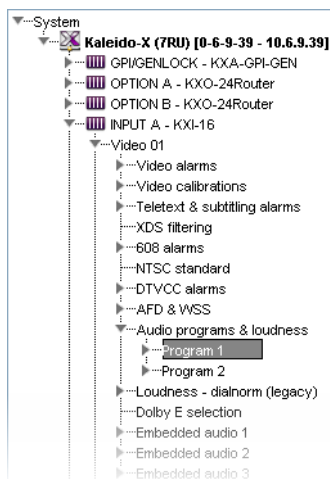 System
Kaleido-X (7RU) [0-6-9-39 - 10.6.9.39]
GPI/GENLOCK - KXA-GPI-GEN
OPTION A - KXO-24Router
OPTION B - KXO-24Router
INPUT A - KXI-16
Video 01
Video alarms
Video calibrations
Teletext & subtitling alarms
XDS filtering
608 alarms
NTSC standard
DTVCC alarms
AFD & WSS
Audio programs & loudness
Program 1
Program 2
Loudness - dialnorm (legacy)
Dolby E selection
Embedded audio 1
Embedded audio 2
Embedded audio 3